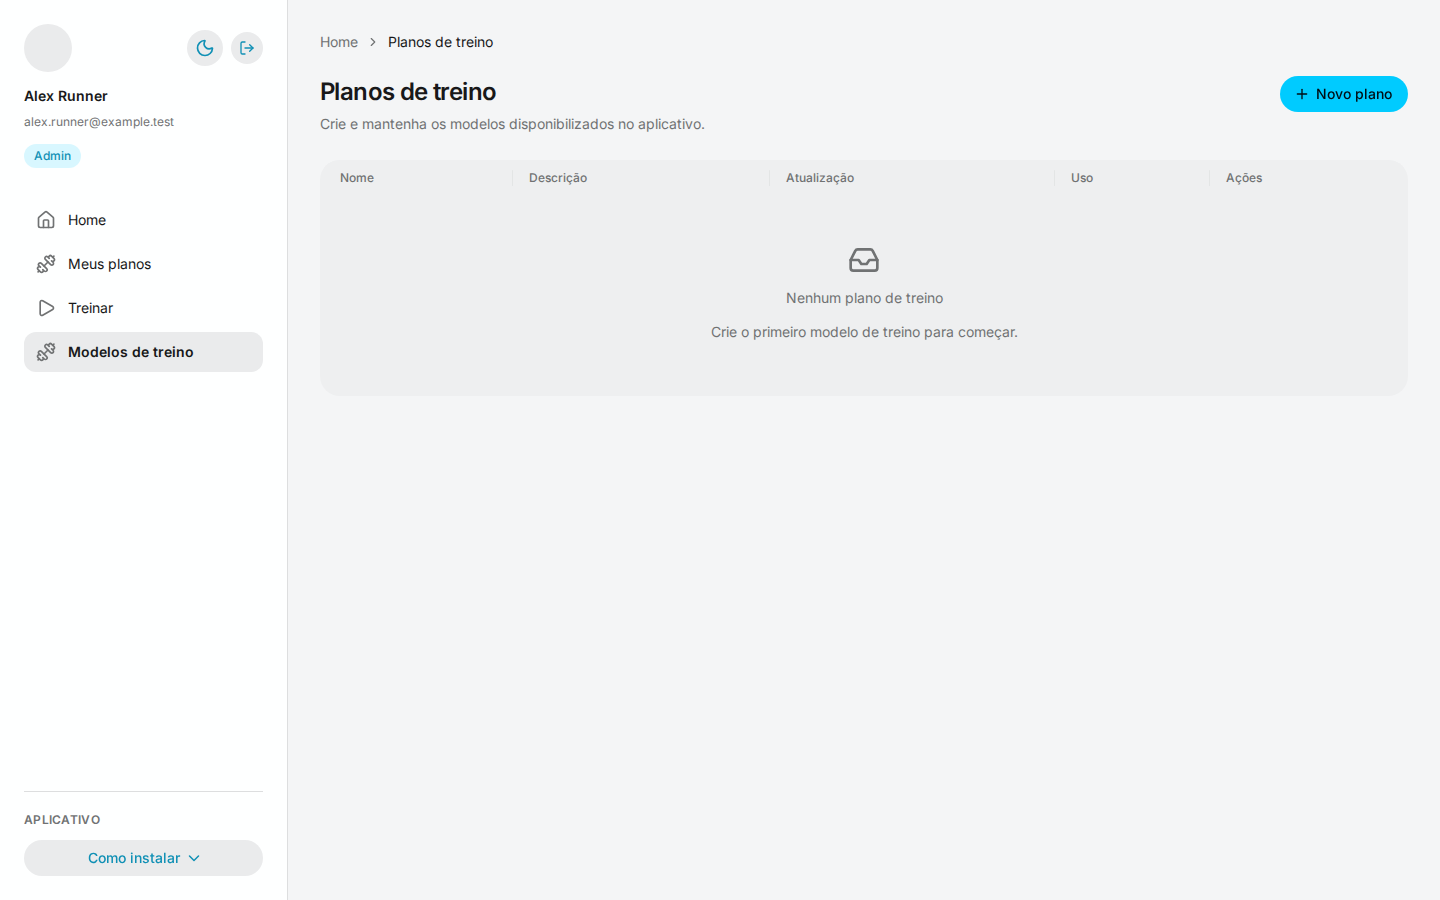 Alex Runner
alex.runner@example.test
Admin
Home
Meus planos
Treinar
Modelos de treino
APLICATIVO
Como instalar
Home > Planos de treino
Planos de treino
Crie e mantenha os modelos disponibilizados no aplicativo.
+ Novo plano
Nome Descrição Atualização Uso Ações
Nenhum plano de treino
Crie o primeiro modelo de treino para começar.